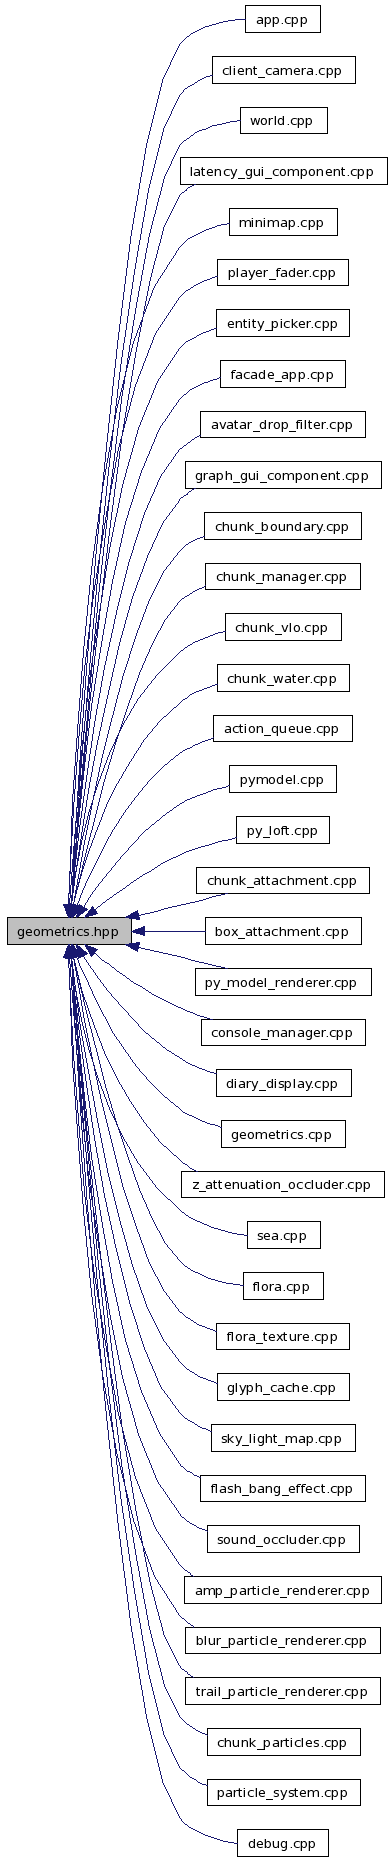 app.cpp
client_camera.cpp
world.cpp
latency_gui_component.cpp
minimap.cpp
player_fader.cpp
entity_picker.cpp
facade_app.cpp
avatar_drop_filter.cpp
graph_gui_component.cpp
chunk_boundary.cpp
chunk_manager.cpp
chunk_vlo.cpp
chunk_water.cpp
action_queue.cpp
pymodel.cpp
py_loft.cpp
chunk_attachment.cpp
geometrics.hpp
box_attachment.cpp
py_model_renderer.cpp
console_manager.cpp
diary_display.cpp
geometrics.cpp
z_attenuation_occluder.cpp
sea.cpp
flora.cpp
flora_texture.cpp
glyph_cache.cpp
sky_light_map.cpp
flash_bang_effect.cpp
sound_occluder.cpp
amp_particle_renderer.cpp
blur_particle_renderer.cpp
trail_particle_renderer.cpp
chunk_particles.cpp
particle_system.cpp
debug.cpp